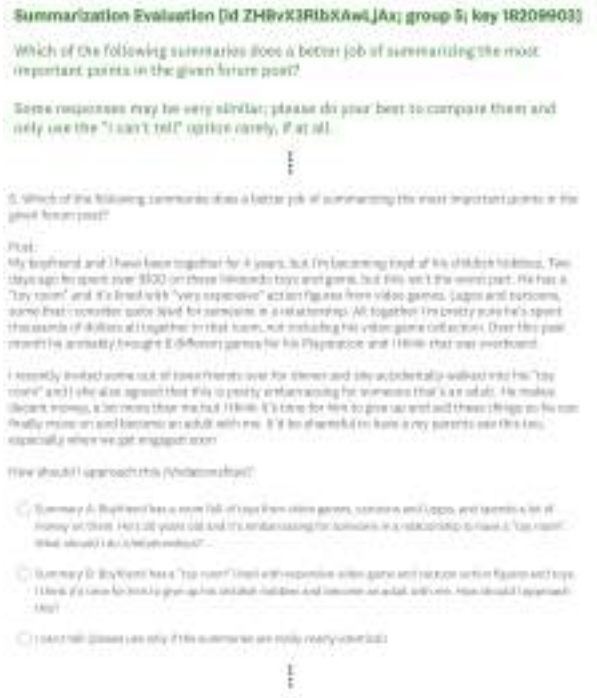 Summarization Evaluation [id ZHBvX3RIbXAwLjAx; group 5; key 18209903]
Which of the following summaries does a better job of summarizing the most
important points in the given forum post?
Some responses may be very similar; please do your best to compare them and
only use the "I can't tell" option rarely, if at all.
5. Which of the following summaries does a better job of summarizing the most important points in the
given forum post?
Post:
My boyfriend and I have been together for 4 years, but I'm becoming tired of his childish hobbies. Two
days ago he spent over $100 on these Nintendo toys and game, but this isn't the worst part. He has a
"toy room" and it's lined with "very expensive" action figures from video games, Legos and cartoons,
some that I consider quite lewd for someone in a relationship. All together I'm pretty sure he's spent
thousands of dollars all together in that room, not including his video game collection. Over this past
month he probably brought 8 different games for his Playstation and I think that was overboard.
I recently invited some out of town friends over for dinner and she accidentally walked into his "toy
room" and she also agreed that this is pretty embarrassing for someone that's an adult. He makes
decent money, a lot more than me but I think it's time for him to give up and sell these things so he can
finally move on and become an adult with me. It'd be shameful to have my parents see this too,
especially when we get engaged soon.
How should I approach this /r/relationships?
Summary A: Boyfriend has a room full of toys from video games, cartoons and Legos, and spends a lot of
money on them. He's 28 years old and it's embarrassing for someone in a relationship to have a "toy room".
What should I do /r/relationships?
Summary B: Boyfriend has a "toy room" lined with expensive video game and cartoon action figures and toys.
I think it's time for him to give up his childish hobbies and become an adult with me. How should I approach
this?
I can't tell (please use only if the summaries are really nearly identical)